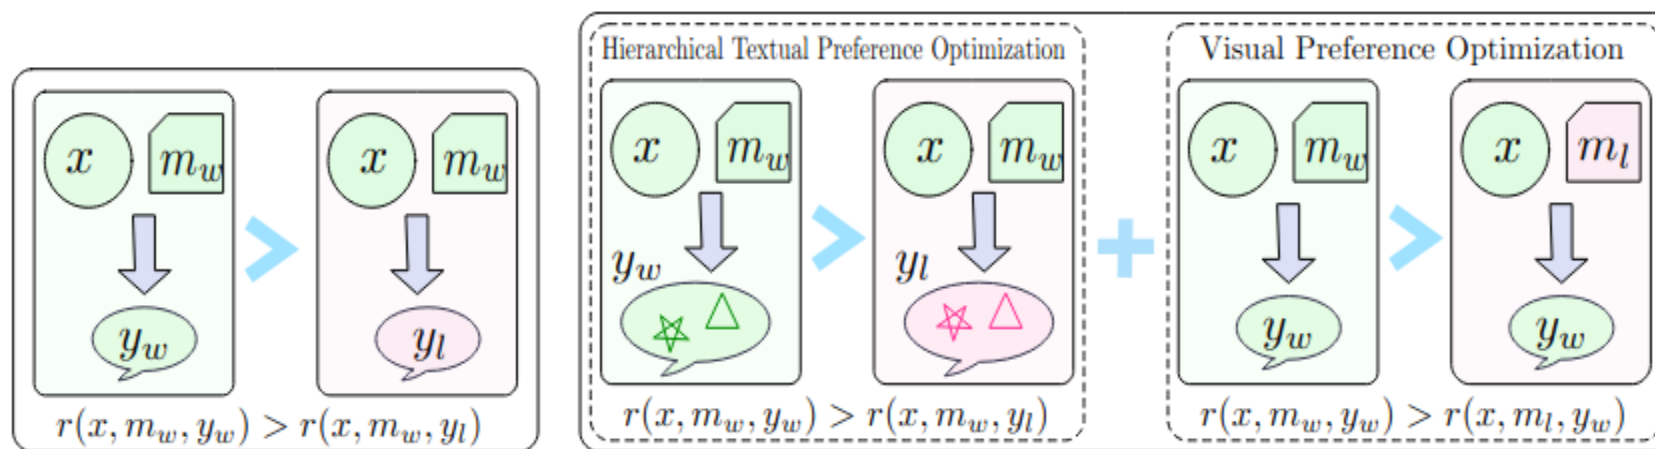 x m_w x m_w
y_w y_l
r(x, m_w, y_w) > r(x, m_w, y_l)
Hierarchical Textual Preference Optimization
x m_w > x m_w
y_w y_l
r(x, m_w, y_w) > r(x, m_w, y_l)
+
Visual Preference Optimization
x m_w > x m_l
y_w y_w
r(x, m_w, y_w) > r(x, m_l, y_w)